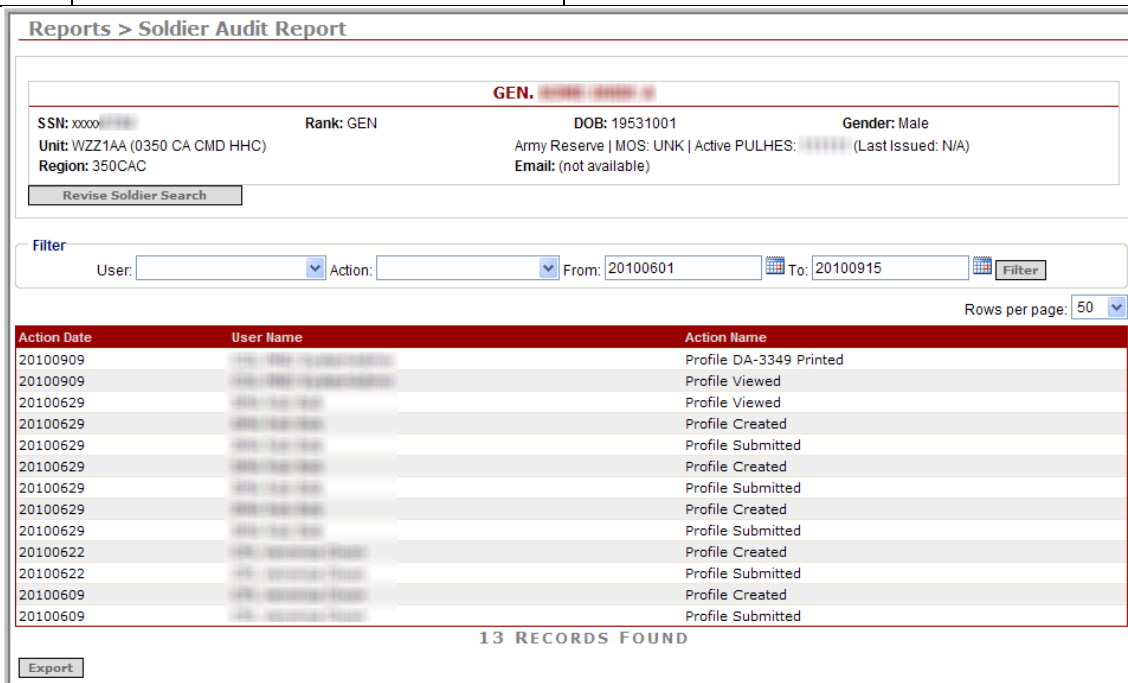 Reports > Soldier Audit Report
GEN.
SSN: xxxx Rank: GEN DOB: 19531001 Gender: Male
Unit: WZZ1AA (0350 CA CMD HHC) Army Reserve | MOS: UNK | Active PULHES: (Last Issued: N/A)
Region: 350CAC Email: (not available)
Revise Soldier Search
Filter
User: Action: From: 20100601 To: 20100915 Filter
Rows per page: 50
Action Date User Name Action Name
20100909 Profile DA-3349 Printed
20100909 Profile Viewed
20100629 Profile Viewed
20100629 Profile Created
20100629 Profile Submitted
20100629 Profile Created
20100629 Profile Submitted
20100629 Profile Created
20100629 Profile Submitted
20100622 Profile Created
20100622 Profile Submitted
20100609 Profile Created
20100609 Profile Submitted
13 RECORDS FOUND
Export